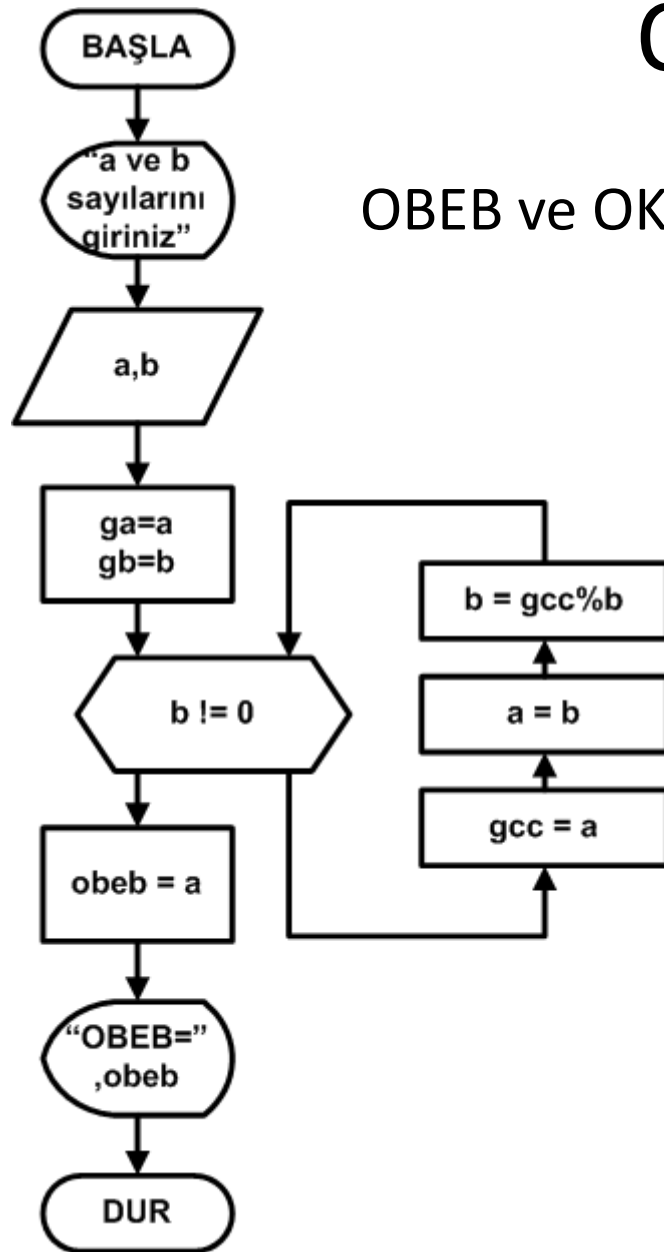 BAŞLA
“a ve b
sayılarını
giriniz”
OBEB ve OK
a,b
ga=a
gb=b
b != 0
gcc = a
a = b
b = gcc%b
obeb = a
“OBEB=”
,obeb
DUR